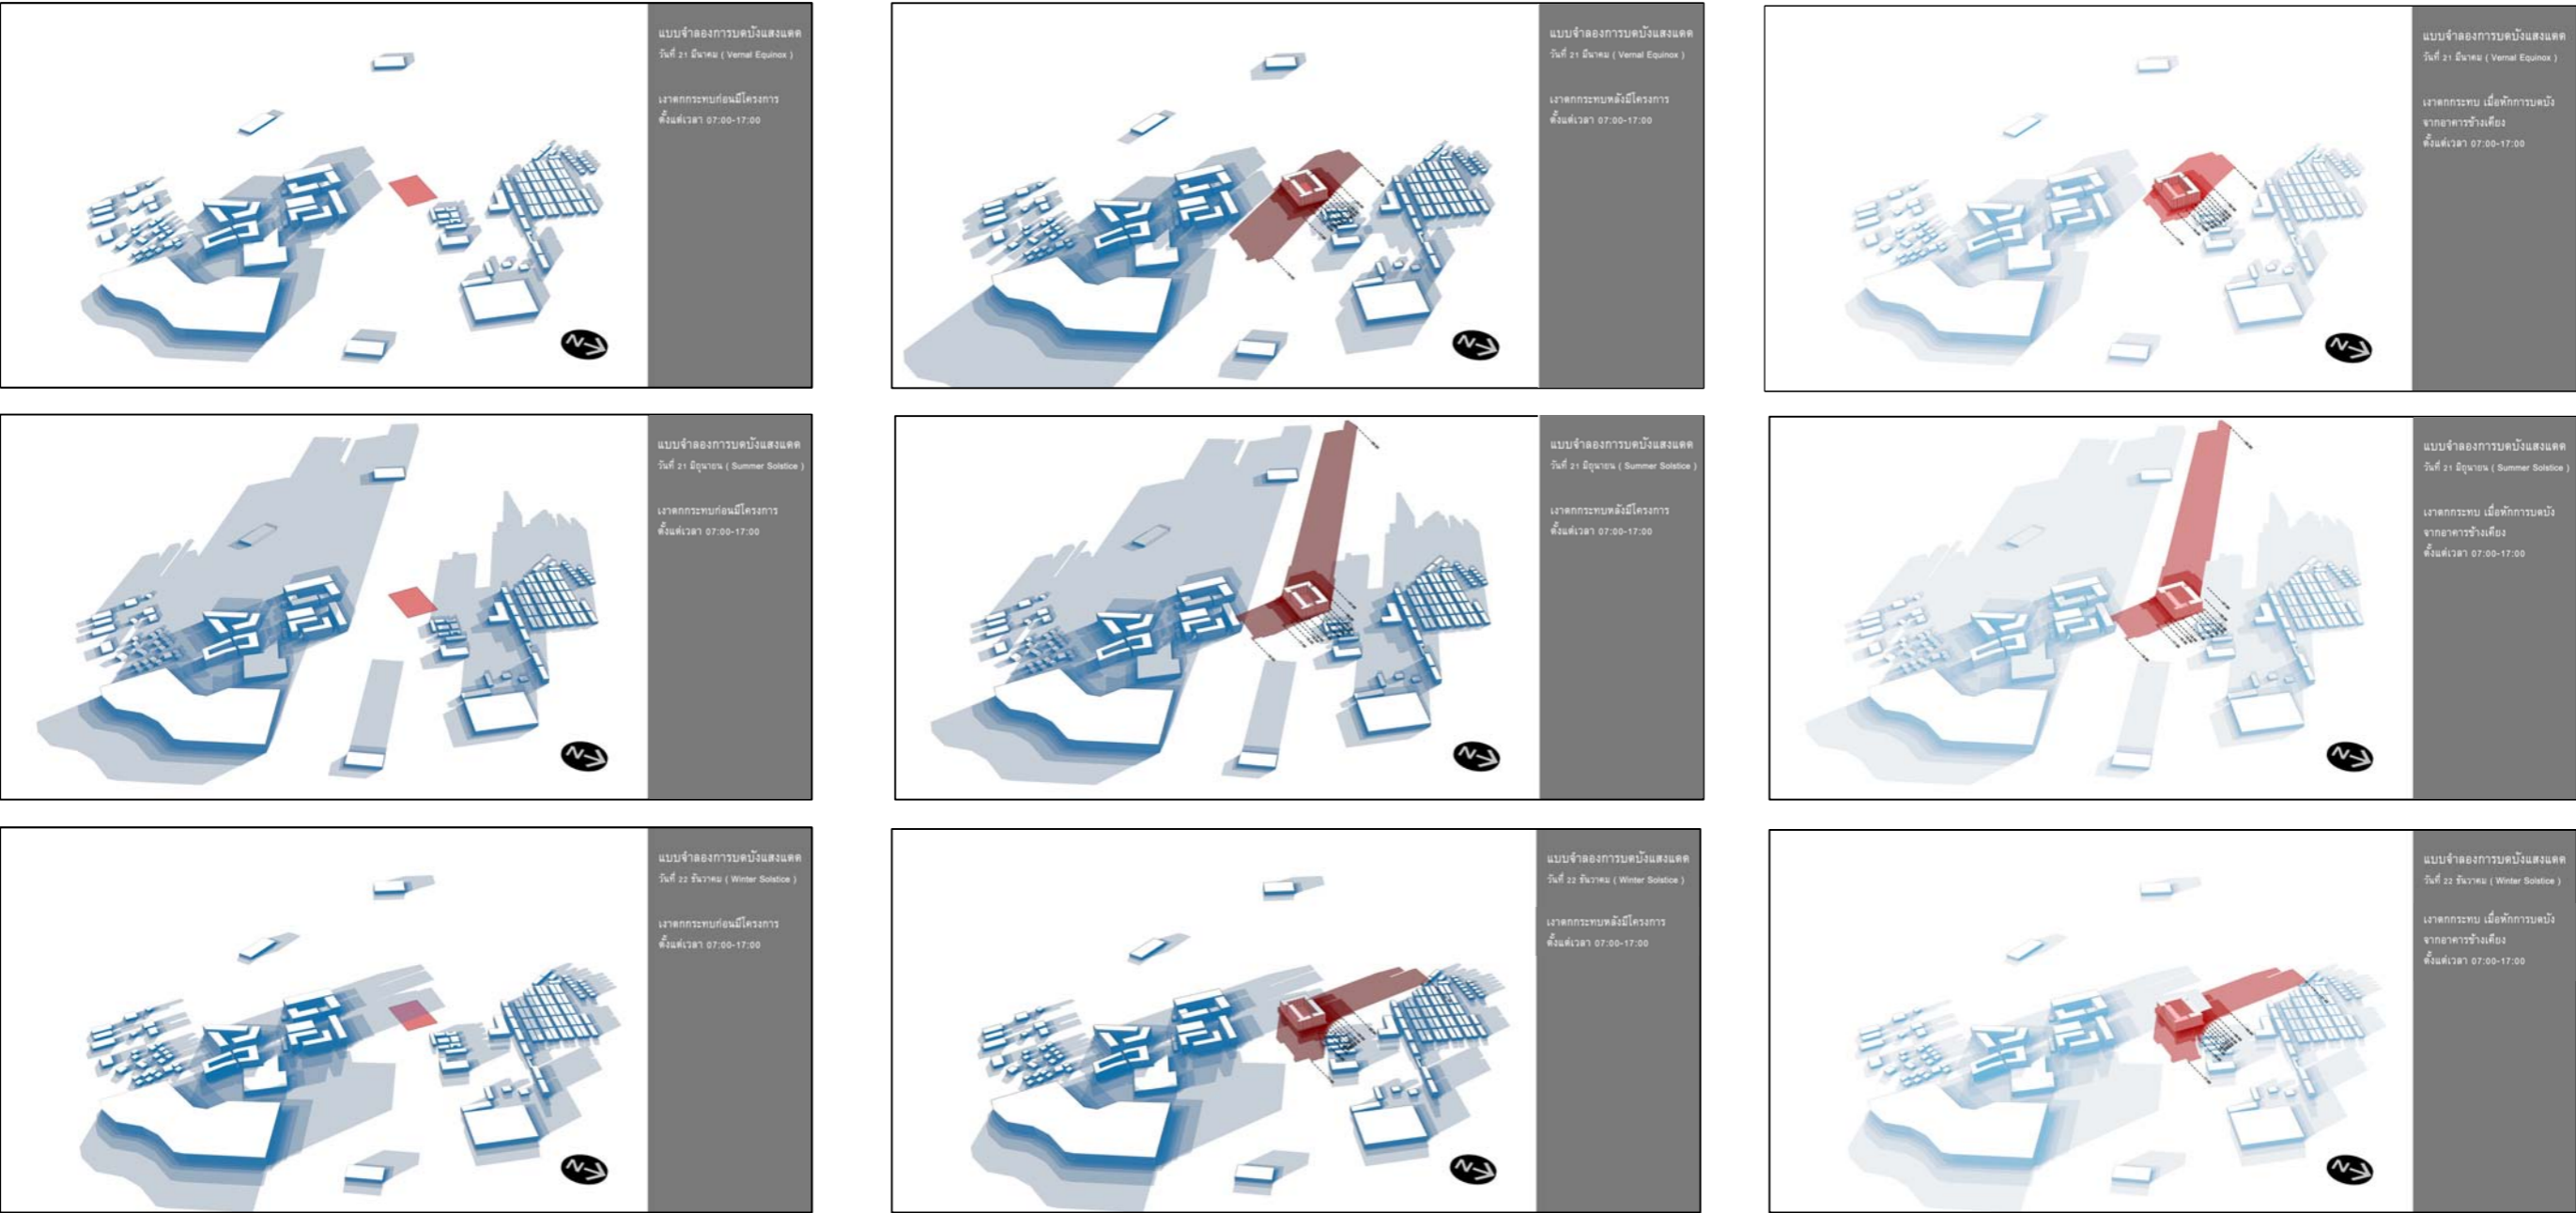 แบบจำลองการบดบังแสงแดด
วันที่ 21 มีนาคม ( Vernal Equinox )
เงาตกกระทบก่อนมีโครงการ
ตั้งแต่เวลา 07:00-17:00
N
แบบจำลองการบดบังแสงแดด
วันที่ 21 มีนาคม ( Vernal Equinox )
เงาตกกระทบหลังมีโครงการ
ตั้งแต่เวลา 07:00-17:00
N
แบบจำลองการบดบังแสงแดด
วันที่ 21 มีนาคม ( Vernal Equinox )
เงาตกกระทบ เมื่อหักการบดบัง
จากอาคารข้างเคียง
ตั้งแต่เวลา 07:00-17:00
N
แบบจำลองการบดบังแสงแดด
วันที่ 21 มิถุนายน ( Summer Solstice )
เงาตกกระทบก่อนมีโครงการ
ตั้งแต่เวลา 07:00-17:00
N
แบบจำลองการบดบังแสงแดด
วันที่ 21 มิถุนายน ( Summer Solstice )
เงาตกกระทบหลังมีโครงการ
ตั้งแต่เวลา 07:00-17:00
N
แบบจำลองการบดบังแสงแดด
วันที่ 21 มิถุนายน ( Summer Solstice )
เงาตกกระทบ เมื่อหักการบดบัง
จากอาคารข้างเคียง
ตั้งแต่เวลา 07:00-17:00
N
แบบจำลองการบดบังแสงแดด
วันที่ 22 ธันวาคม ( Winter Solstice )
เงาตกกระทบก่อนมีโครงการ
ตั้งแต่เวลา 07:00-17:00
N
แบบจำลองการบดบังแสงแดด
วันที่ 22 ธันวาคม ( Winter Solstice )
เงาตกกระทบหลังมีโครงการ
ตั้งแต่เวลา 07:00-17:00
N
แบบจำลองการบดบังแสงแดด
วันที่ 22 ธันวาคม ( Winter Solstice )
เงาตกกระทบ เมื่อหักการบดบัง
จากอาคารข้างเคียง
ตั้งแต่เวลา 07:00-17:00
N